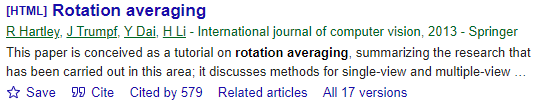 [HTML] Rotation averaging
R Hartley, J Trumpf, Y Dai, H Li - International journal of computer vision, 2013 - Springer
This paper is conceived as a tutorial on rotation averaging, summarizing the research that
has been carried out in this area; it discusses methods for single-view and multiple-view ...
Save Cite Cited by 579 Related articles All 17 versions